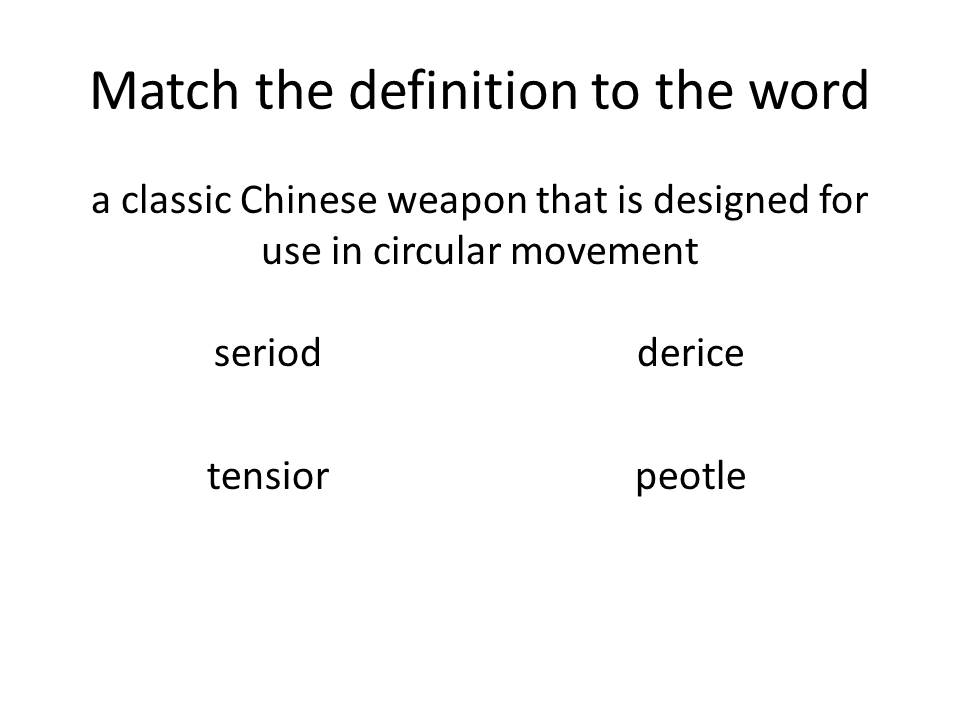 Match the definition to the word
a classic Chinese weapon that is designed for
use in circular movement
seriod derice
tensior peotle